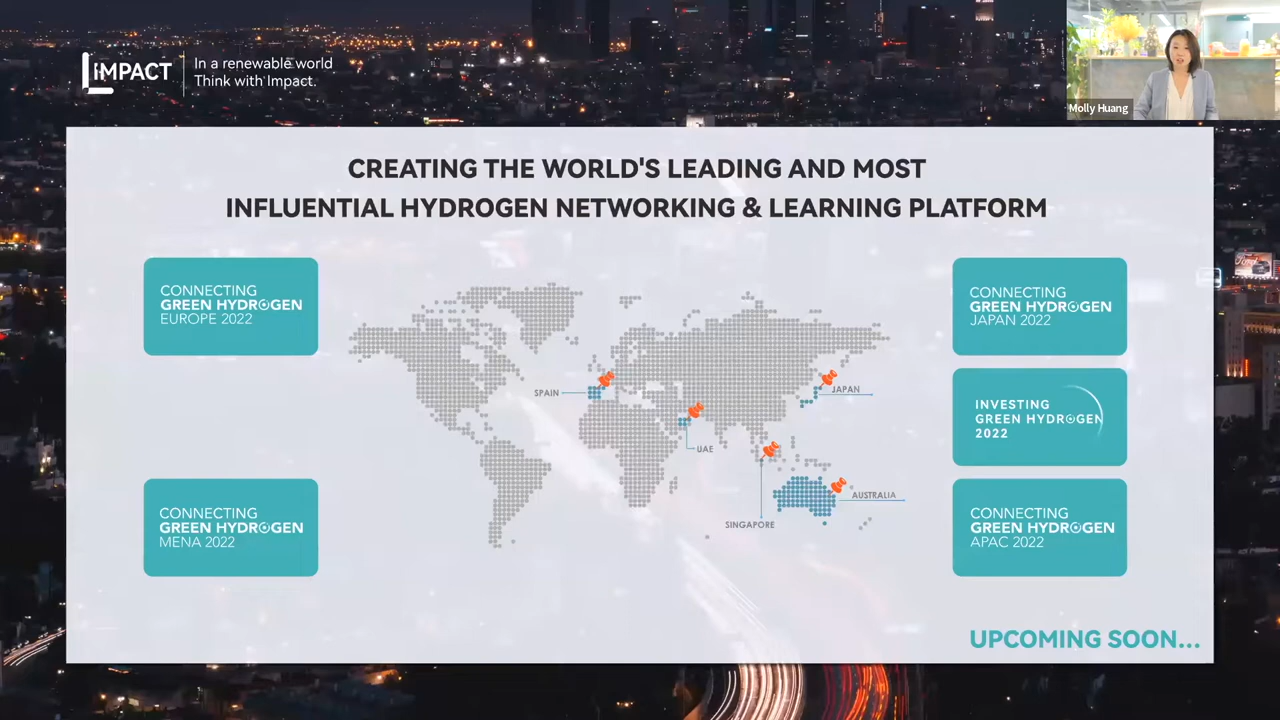 LiMPACT
In a renewable world
Think with Impact.
Molly Huang
CREATING THE WORLD'S LEADING AND MOST
INFLUENTIAL HYDROGEN NETWORKING & LEARNING PLATFORM
CONNECTING
GREEN HYDROGEN
EUROPE 2022
CONNECTING
GREEN HYDROGEN
MENA 2022
SPAIN
UAE
JAPAN
SINGAPORE
AUSTRALIA
CONNECTING
GREEN HYDROGEN
JAPAN 2022
INVESTING
GREEN HYDROGEN
2022
CONNECTING
GREEN HYDROGEN
APAC 2022
UPCOMING SOON...
Ford